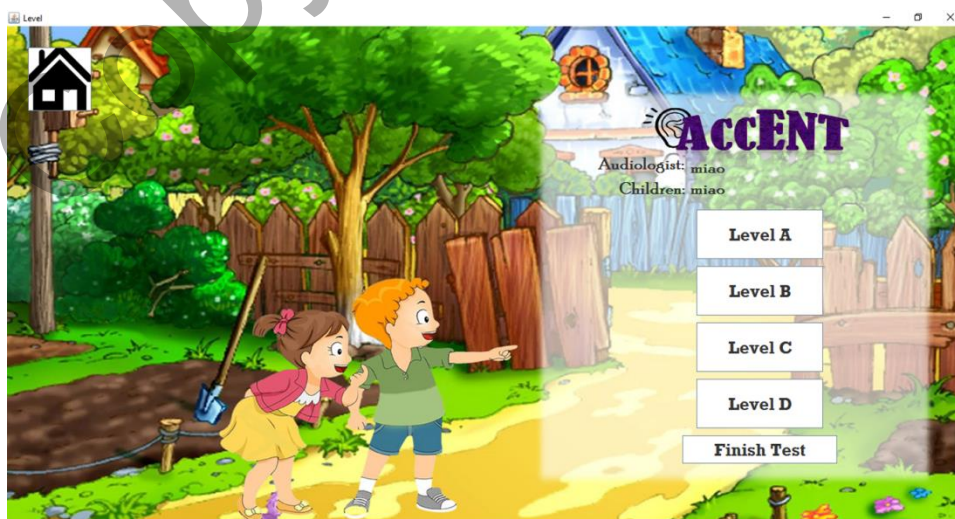 Level
AccENT
Audiologist: miao
Children: miao
Level A
Level B
Level C
Level D
Finish Test